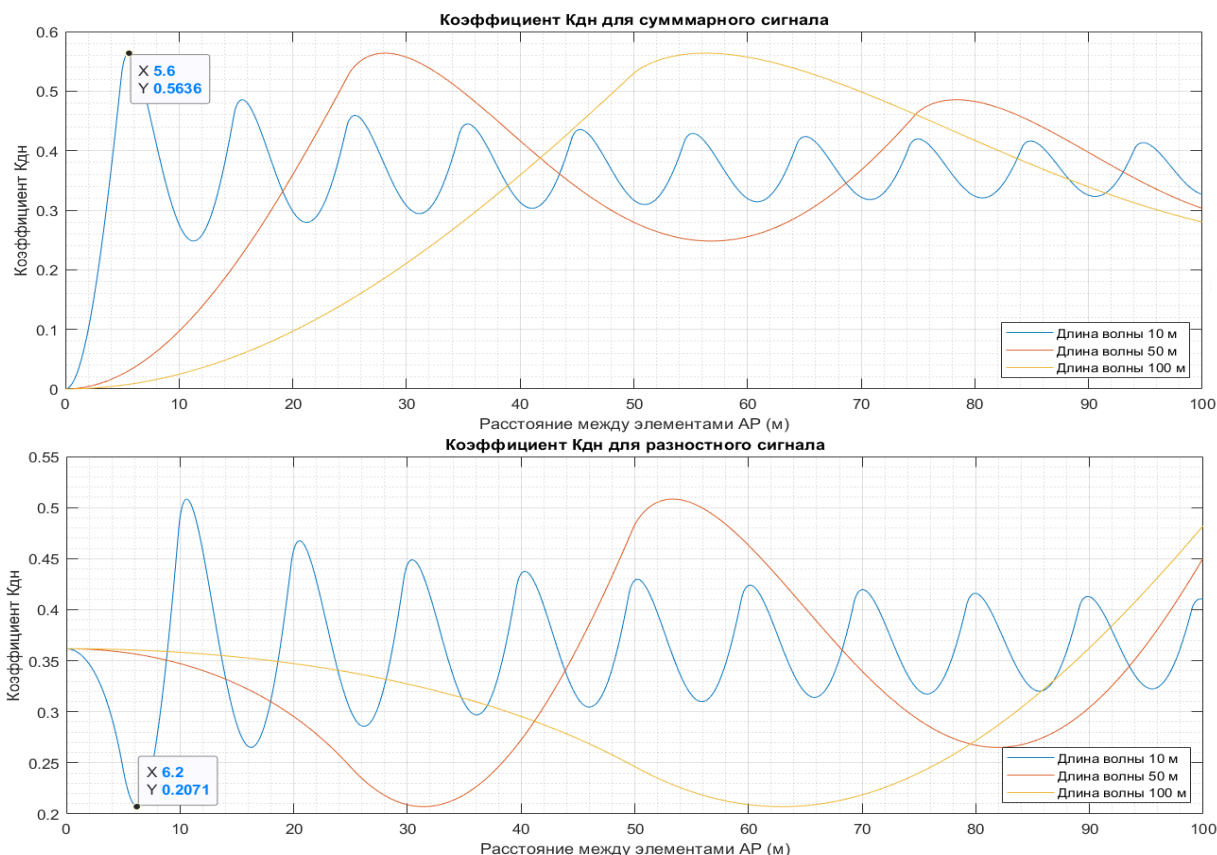 Коэффициент Кдн для сумммарного сигнала
0.6
0.5
0.4
0.3
0.2
0.1
0
Коэффициент Кдн
X 5.6
Y 0.5636
Длина волны 10 м
Длина волны 50 м
Длина волны 100 м
0 10 20 30 40 50 60 70 80 90 100
Расстояние между элементами АР (м)
Коэффициент Кдн для разностного сигнала
0.55
0.5
0.45
0.4
0.35
0.3
0.25
0.2
Коэффициент Кдн
X 6.2
Y 0.2071
Длина волны 10 м
Длина волны 50 м
Длина волны 100 м
0 10 20 30 40 50 60 70 80 90 100
Расстояние между элементами АР (м)